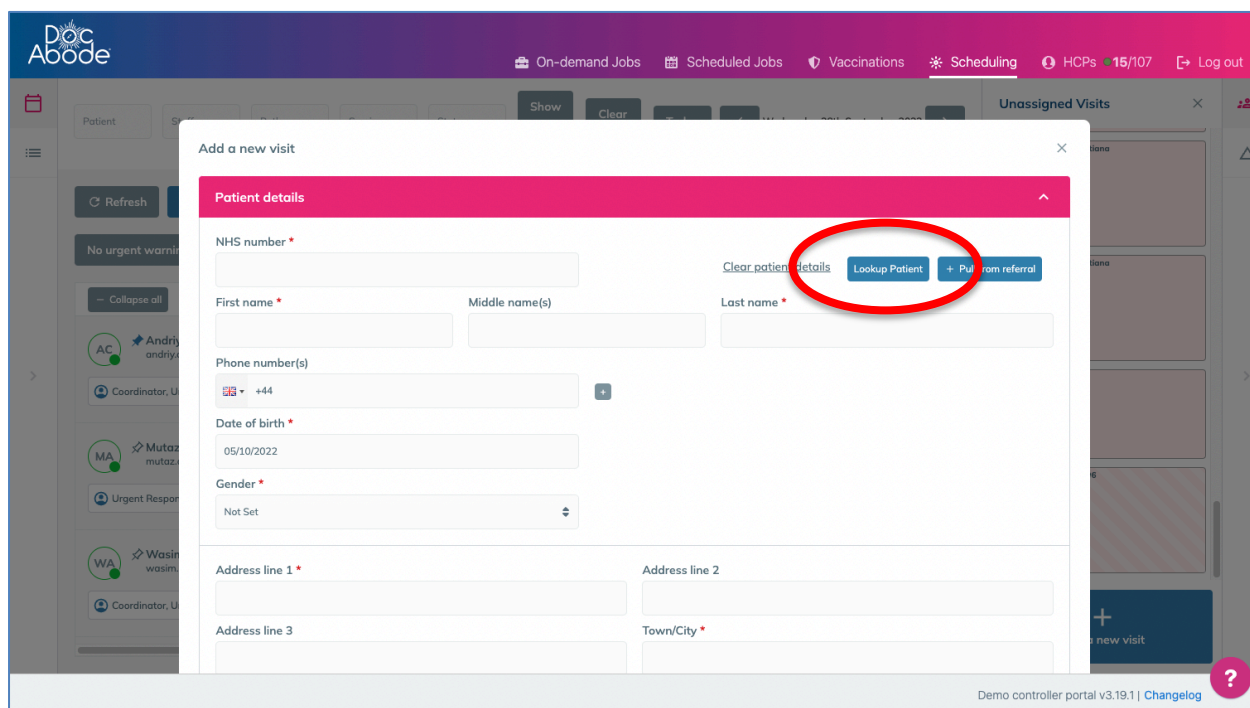 Doc
Abode
On-demand Jobs
Scheduled Jobs
Vaccinations
Scheduling
HCPs 15/107
Log out
Patient
Show
Clear
Unassigned Visits
Add a new visit
Patient details
Refresh
NHS number *
No urgent
Clear patient details
Lookup Patient
+ Pull from referral
− Collapse all
First name *
Middle name(s)
Last name *
AC
Phone number(s)
+44
+
Coordinator,
Date of birth *
05/10/2022
MA
Gender *
Urgent
Not Set
WA
Address line 1 *
Address line 2
Coordinator,
Address line 3
Town/City *
new visit
Demo controller portal v3.19.1 | Changelog
?